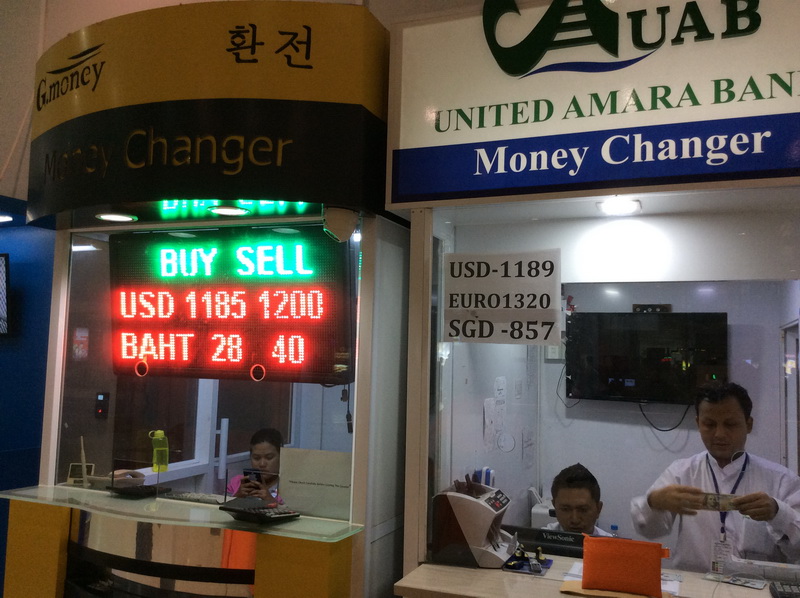 환전
G.money
Money Changer
BUY SELL
USD 1185 1200
BAHT 28 40
UAB
UNITED AMARA BAN
Money Changer
USD-1189
EURO1320
SGD -857
ViewSonic